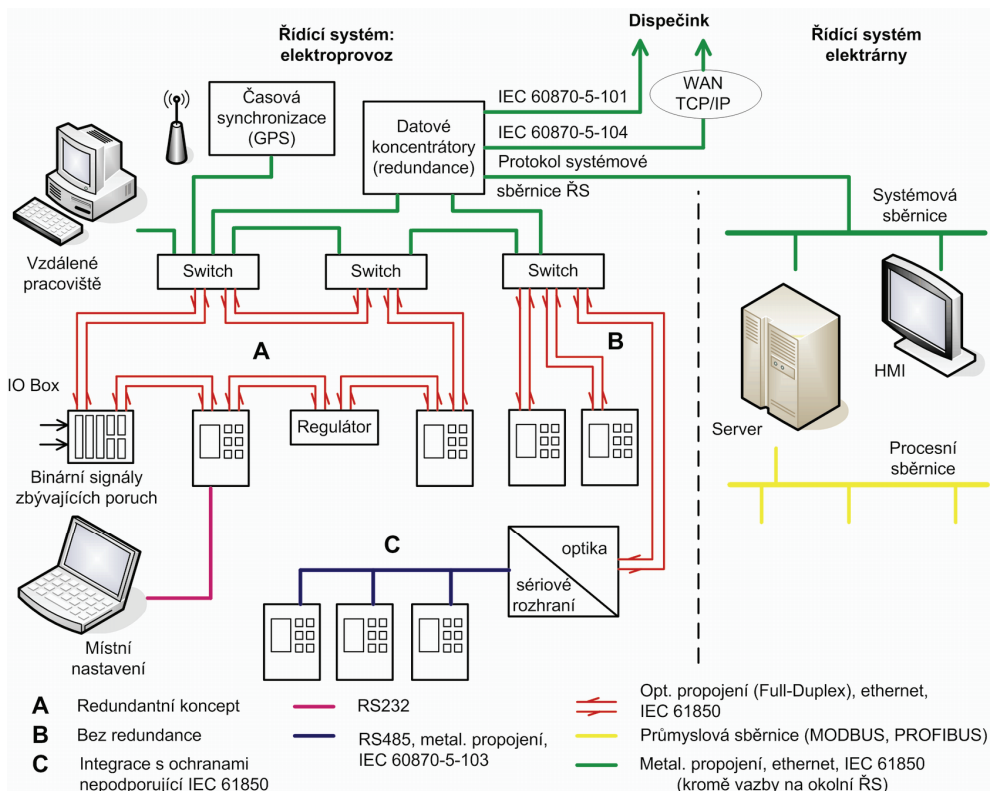 Řídící systém:
elektroprovoz
Dispečink
Řídící systém
elektrárny
Časová
synchronizace
(GPS)
Datové
koncentrátory
(redundance)
IEC 60870-5-101
WAN
TCP/IP
IEC 60870-5-104
Protokol systémové
sběrnice ŘS
Systémová
sběrnice
Vzdálené
pracoviště
Switch
Switch
Switch
A
B
HMI
IO Box
Regulátor
Server
Binární signály
zbývajících poruch
Procesní
sběrnice
C
optika
sériové
rozhraní
Místní
nastavení
A Redundantní koncept
B Bez redundance
C Integrace s ochranami
nepodporující IEC 61850
RS232
RS485, metal. propojení,
IEC 60870-5-103
Opt. propojení (Full-Duplex), ethernet,
IEC 61850
Průmyslová sběrnice (MODBUS, PROFIBUS)
Metal. propojení, ethernet, IEC 61850
(kromě vazby na okolní ŘS)